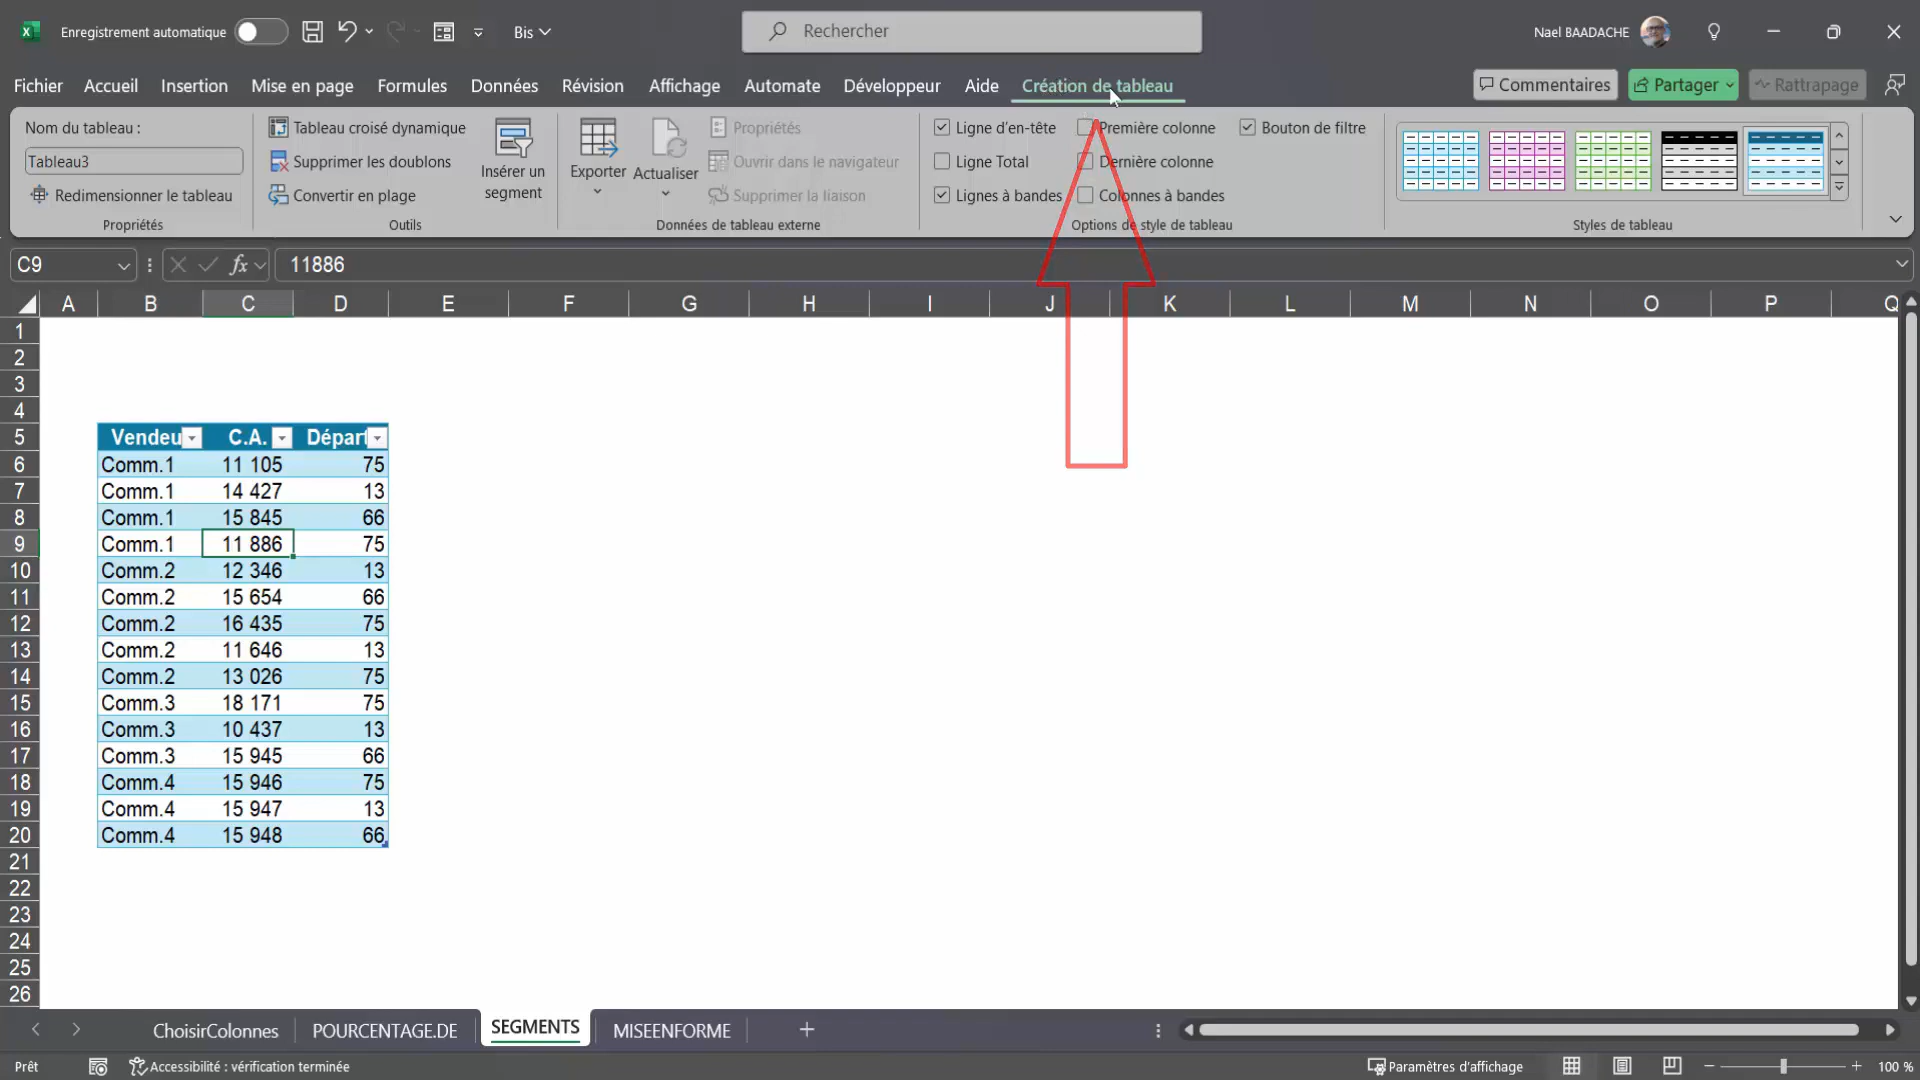 Enregistrement automatique
Bis
Rechercher
Nael BAADACHE
Fichier Accueil Insertion Mise en page Formules Données Révision Affichage Automate Développeur Aide Création de tableau
Commentaires Partager Rattrapage
Nom du tableau :
Tableau3
Redimensionner le tableau
Propriétés
Tableau croisé dynamique
Supprimer les doublons
Convertir en plage
Outils
Insérer un
segment
Exporter
Actualiser
Propriétés
Ouvrir dans le navigateur
Supprimer la liaison
Données de tableau externe
Ligne d'en-tête
Ligne Total
Lignes à bandes
Première colonne
Dernière colonne
Colonnes à bandes
Bouton de filtre
Options de style de tableau
Styles de tableau
C9
fx
11886
A B C D E F G H I J K L M N O P Q
1
2
3
4
5 Vendeu C.A. Départ
6 Comm.1 11 105 75
7 Comm.1 14 427 13
8 Comm.1 15 845 66
9 Comm.1 11 886 75
10 Comm.2 12 346 13
11 Comm.2 15 654 66
12 Comm.2 16 435 75
13 Comm.2 11 646 13
14 Comm.2 13 026 75
15 Comm.3 18 171 75
16 Comm.3 10 437 13
17 Comm.3 15 945 66
18 Comm.4 15 946 75
19 Comm.4 15 947 13
20 Comm.4 15 948 66
21
22
23
24
25
26
ChoisirColonnes POURCENTAGE.DE SEGMENTS MISEENFORME
Prêt
Accessibilité : vérification terminée
Paramètres d'affichage
100 %